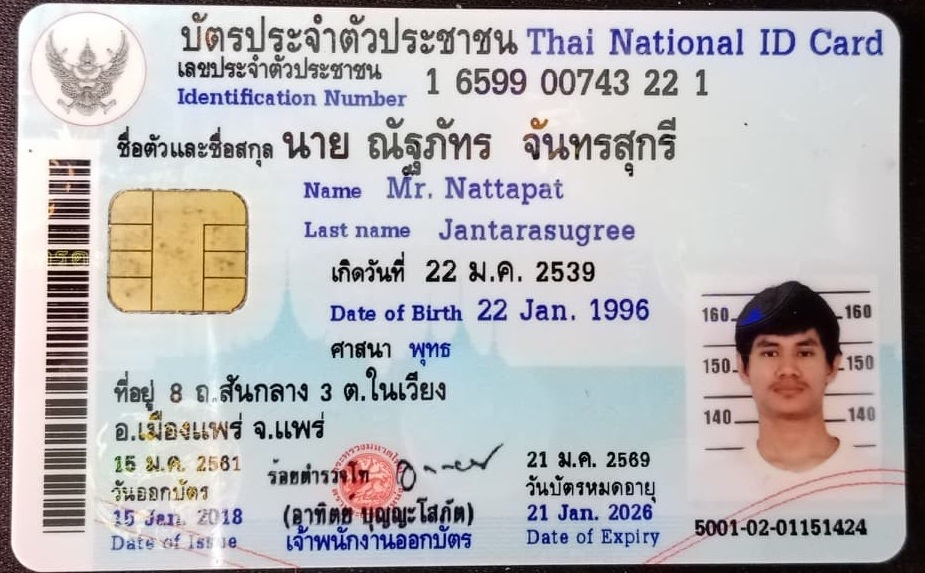 บัตรประจำตัวประชาชน Thai National ID Card
เลขประจำตัวประชาชน 1 6599 00743 22 1
Identification Number
ชื่อตัวและชื่อสกุล นาย ณัฐภัทร จันทรสุกรี
Name Mr. Nattapat
Last name Jantarasugree
เกิดวันที่ 22 ม.ค. 2539
Date of Birth 22 Jan. 1996
ศาสนา พุทธ
ที่อยู่ 8 ถ.สันกลาง 3 ต.ในเวียง
อ.เมืองแพร่ จ.แพร่
160 160
150 150
140 140
15 ม.ค. 2561
วันออกบัตร
15 Jan. 2018
Date of Issue
ร้อยตำรวจโท
(อาทิตย์ บุญญะโสภัต)
เจ้าพนักงานออกบัตร
21 ม.ค. 2569
วันบัตรหมดอายุ
21 Jan. 2026
Date of Expiry
5001-02-01151424